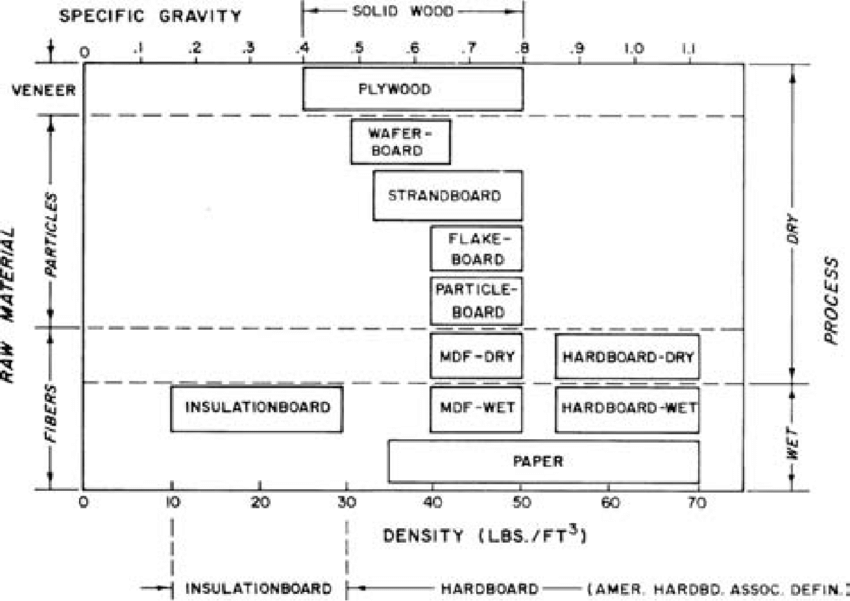 SPECIFIC GRAVITY
SOLID WOOD
0 .1 .2 .3 .4 .5 .6 .7 .8 .9 1.0 1.1
VENEER
PLYWOOD
WAFER-
BOARD
STRANDBOARD
FLAKE-
BOARD
PARTICLE-
BOARD
MDF-DRY
HARDBOARD-DRY
INSULATIONBOARD
MDF-WET
HARDBOARD-WET
PAPER
RAW MATERIAL
PARTICLES
FIBERS
DRY
WET
PROCESS
0 10 20 30 40 50 60 70
DENSITY (LBS./FT³)
INSULATIONBOARD
HARDBOARD
(AMER. HARDBD. ASSOC. DEFIN.)